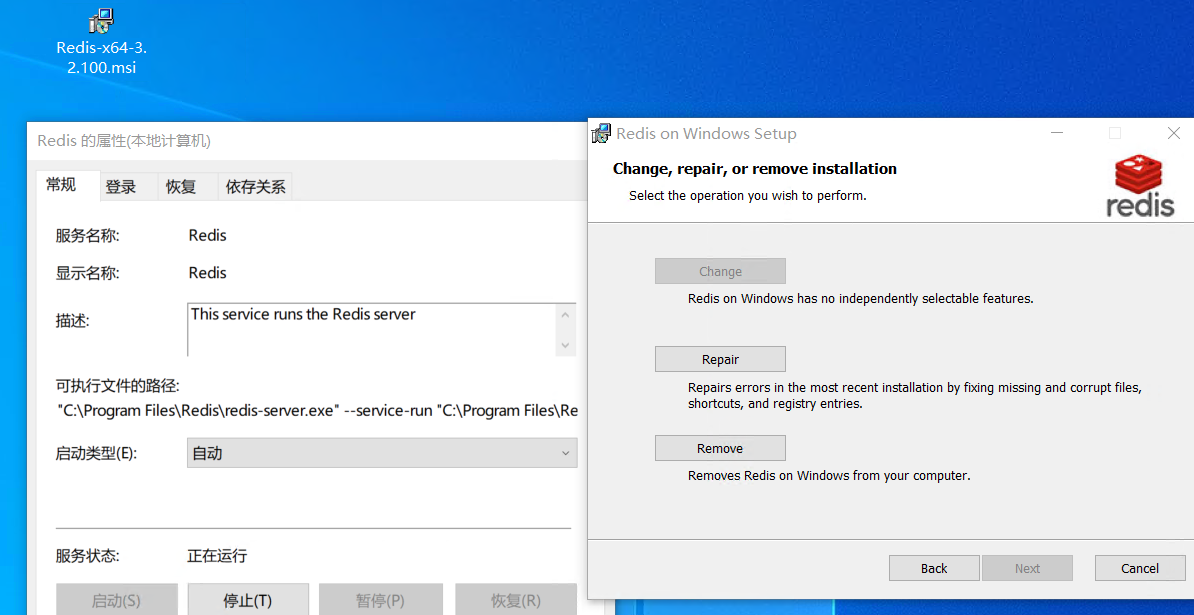 Redis-x64-3.
2.100.msi
Redis 的属性(本地计算机)
常规 登录 恢复 依存关系
服务名称: Redis
显示名称: Redis
描述: This service runs the Redis server
可执行文件的路径:
"C:\Program Files\Redis\redis-server.exe" --service-run "C:\Program Files\Re
启动类型(E): 自动
服务状态: 正在运行
启动(S) 停止(T) 暂停(P) 恢复(R)
Redis on Windows Setup
Change, repair, or remove installation
Select the operation you wish to perform.
redis
Change
Redis on Windows has no independently selectable features.
Repair
Repairs errors in the most recent installation by fixing missing and corrupt files,
shortcuts, and registry entries.
Remove
Removes Redis on Windows from your computer.
Back Next Cancel